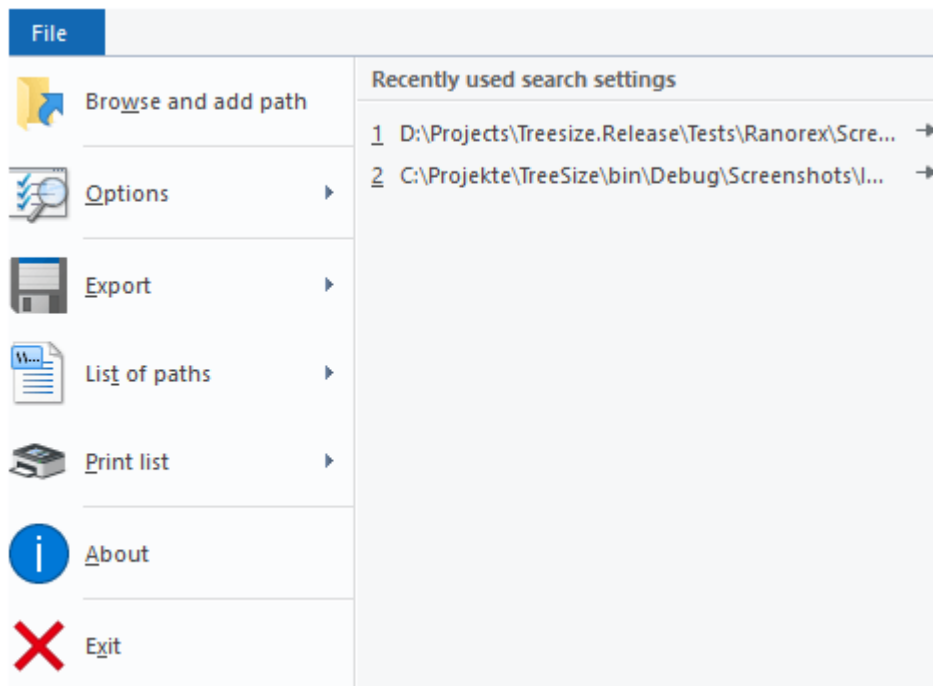 File
Browse and add path
Options
Export
List of paths
Print list
About
Exit
Recently used search settings
1 D:\Projects\Treesize.Release\Tests\Ranorex\Scre...
2 C:\Projekte\TreeSize\bin\Debug\Screenshots\I...